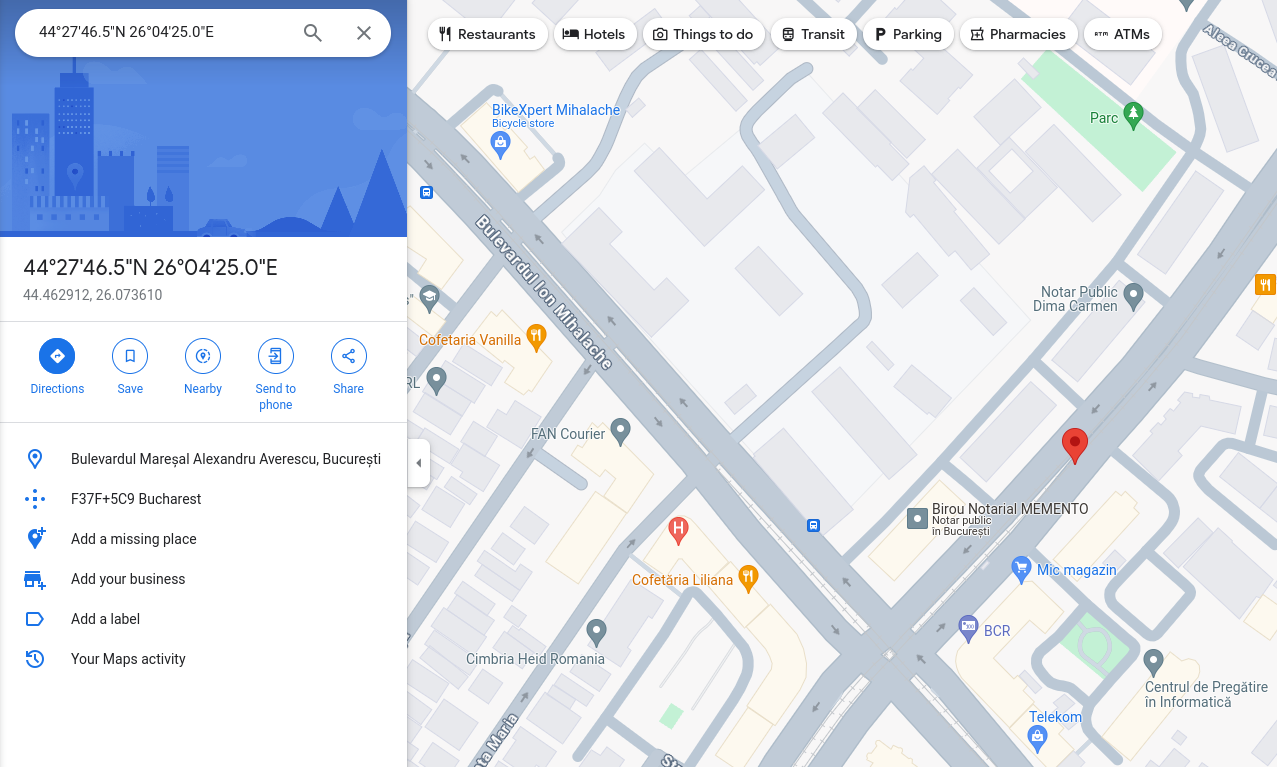 44°27'46.5"N 26°04'25.0"E
Restaurants
Hotels
Things to do
Transit
Parking
Pharmacies
ATMs
44°27'46.5"N 26°04'25.0"E
44.462912, 26.073610
Directions
Save
Nearby
Send to
phone
Share
Bulevardul Mareșal Alexandru Averescu, București
F37F+5C9 Bucharest
Add a missing place
Add your business
Add a label
Your Maps activity
Aleea Crucea
BikeXpert Mihalache
Bicycle store
Parc
Bulevardul Ion Mihalache
Notar Public
Dima Carmen
s"
Cofetaria Vanilla
RL
FAN Courier
Birou Notarial MEMENTO
Notar public
în București
H
Cofetăria Liliana
Mic magazin
BCR
Cimbria Heid Romania
Centrul de Pregătire
în Informatică
Telekom
nta Maria
St